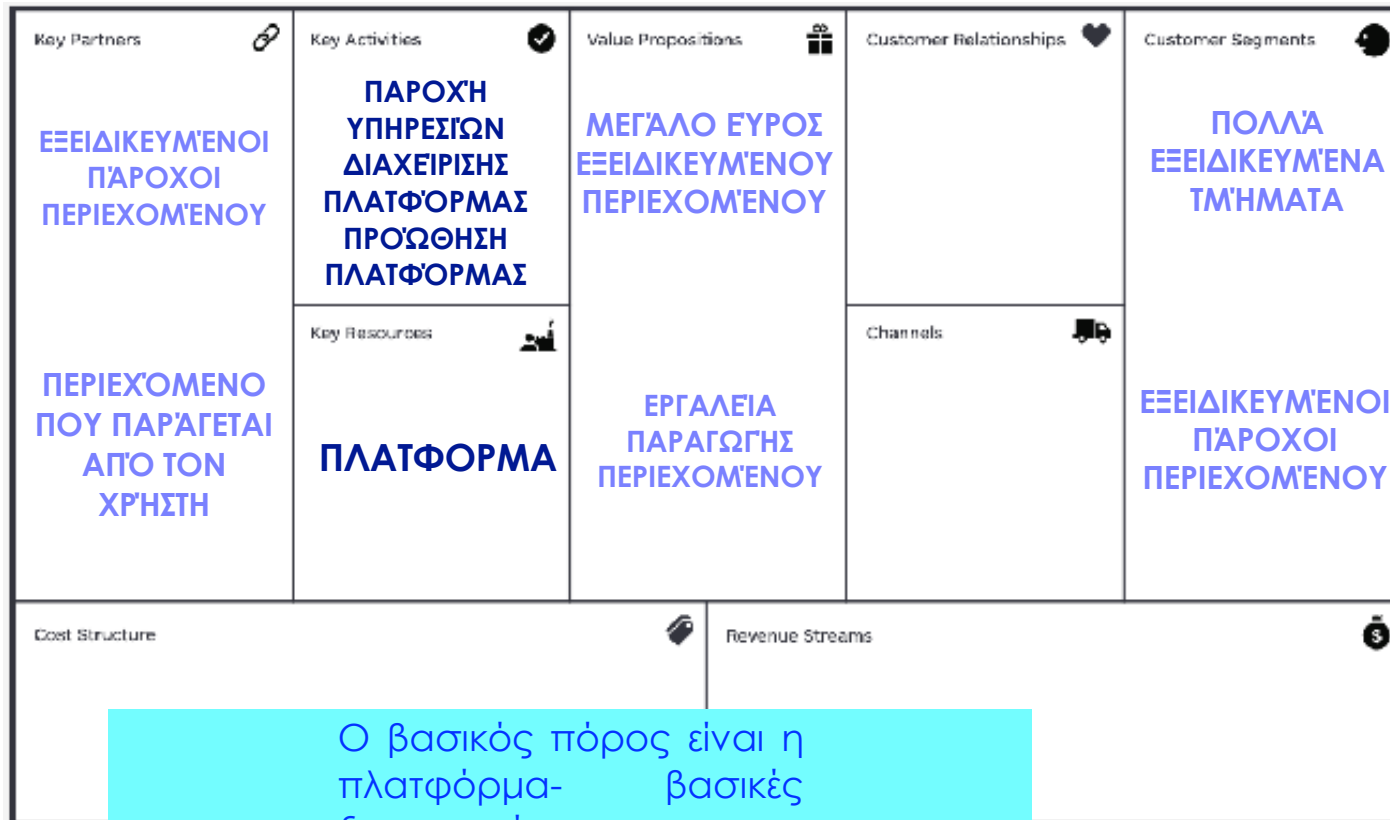 Key Partners
ΕΞΕΙΔΙΚΕΥΜΈΝΟΙ
ΠΆΡΟΧΟΙ
ΠΕΡΙΕΧΟΜΈΝΟΥ
ΠΕΡΙΕΧΌΜΕΝΟ
ΠΟΥ ΠΑΡΆΓΕΤΑΙ
ΑΠΌ ΤΟΝ
ΧΡΉΣΤΗ
Key Activities
ΠΑΡΟΧΉ
ΥΠΗΡΕΣΙΏΝ
ΔΙΑΧΕΊΡΙΣΗΣ
ΠΛΑΤΦΌΡΜΑΣ
ΠΡΟΏΘΗΣΗ
ΠΛΑΤΦΌΡΜΑΣ
Key Resources
ΠΛΑΤΦΟΡΜΑ
Value Propositions
ΜΕΓΆΛΟ ΕΎΡΟΣ
ΕΞΕΙΔΙΚΕΥΜΈΝΟΥ
ΠΕΡΙΕΧΟΜΈΝΟΥ
ΕΡΓΑΛΕΊΑ
ΠΑΡΑΓΩΓΉΣ
ΠΕΡΙΕΧΟΜΈΝΟΥ
Customer Relationships
Channels
Customer Segments
ΠΟΛΛΆ
ΕΞΕΙΔΙΚΕΥΜΈΝΑ
ΤΜΉΜΑΤΑ
ΕΞΕΙΔΙΚΕΥΜΈΝΟΙ
ΠΆΡΟΧΟΙ
ΠΕΡΙΕΧΟΜΈΝΟΥ
Cost Structure
Revenue Streams
Ο βασικός πόρος είναι η
πλατφόρμα- βασικές